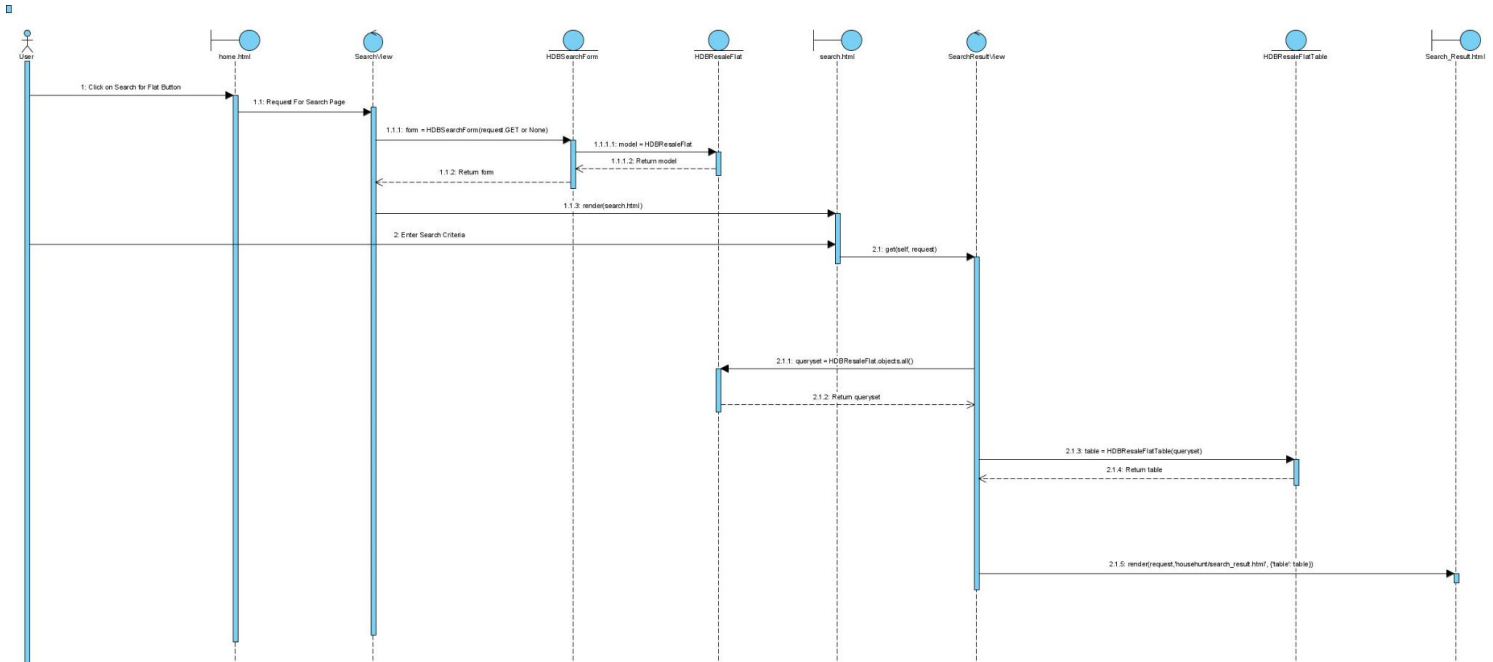 User
home.html
SearchView
HDBSearchForm
HDBResaleFlat
search.html
SearchResultView
HDBResaleFlatTable
Search_Result.html
1: Click on Search for Flat Button
1.1: Request For Search Page
1.1.1: form = HDBSearchForm(request.GET or None)
1.1.1.1: model = HDBResaleFlat
1.1.1.2: Return model
1.1.2: Return form
1.1.3: render(search.html)
2: Enter Search Criteria
2.1: get(self, request)
2.1.1: queryset = HDBResaleFlat.objects.all()
2.1.2: Return queryset
2.1.3: table = HDBResaleFlatTable(queryset)
2.1.4: Return table
2.1.5: render(request,'househunt/search_result.html', {'table': table})